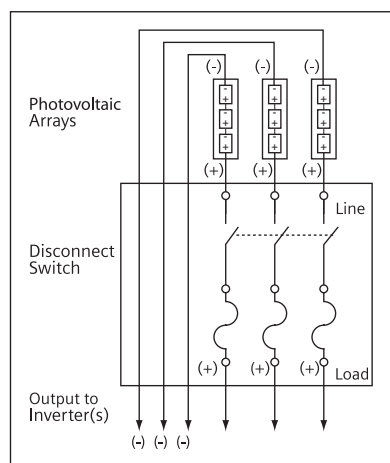 (-) (-) (-)
Photovoltaic
Arrays
- + - + - +
- + - + - +
- + - + - +
(+) (+) (+)
Line
Disconnect
Switch
(+) (+) (+)
Load
Output to
Inverter(s)
(-) (-) (-)